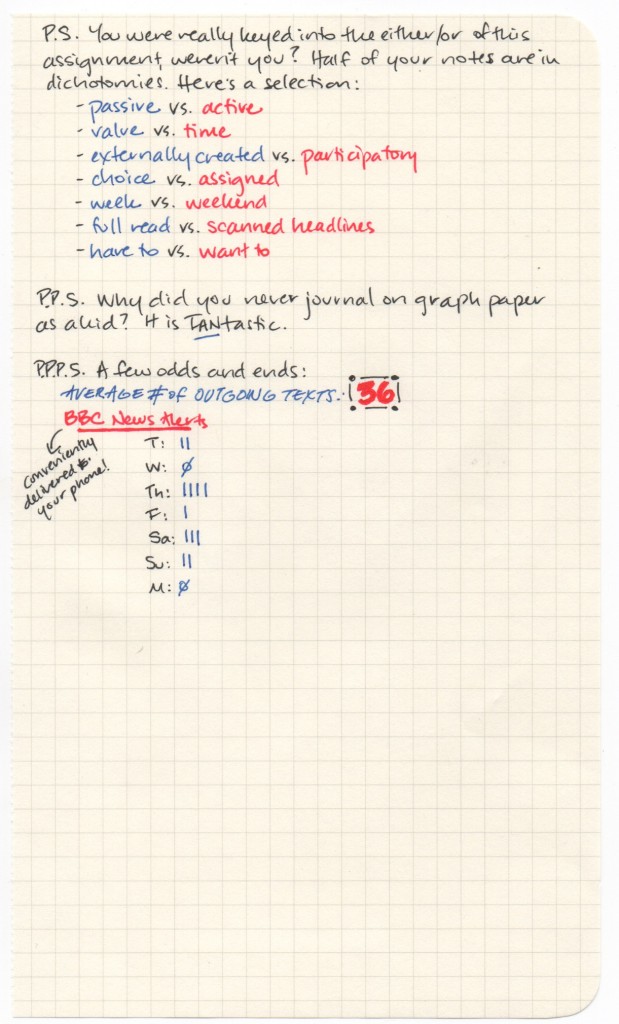 P.S. You were really keyed into the either/or of this
assignment, weren't you? Half of your notes are in
dichotomies. Here's a selection:
- passive vs. active
- value vs. time
- externally created vs. participatory
- choice vs. assigned
- week vs. weekend
- full read vs. scanned headlines
- have to vs. want to
P.P.S. Why did you never journal on graph paper
as a kid? It is TANtastic.
P.P.P.S. A few odds and ends:
AVERAGE # of OUTGOING TEXTS: 36
BBC News Alerts
conveniently
delivered to
your phone!
T: II
W: ∅
Th: IIII
F: I
Sa: III
Su: II
M: ∅